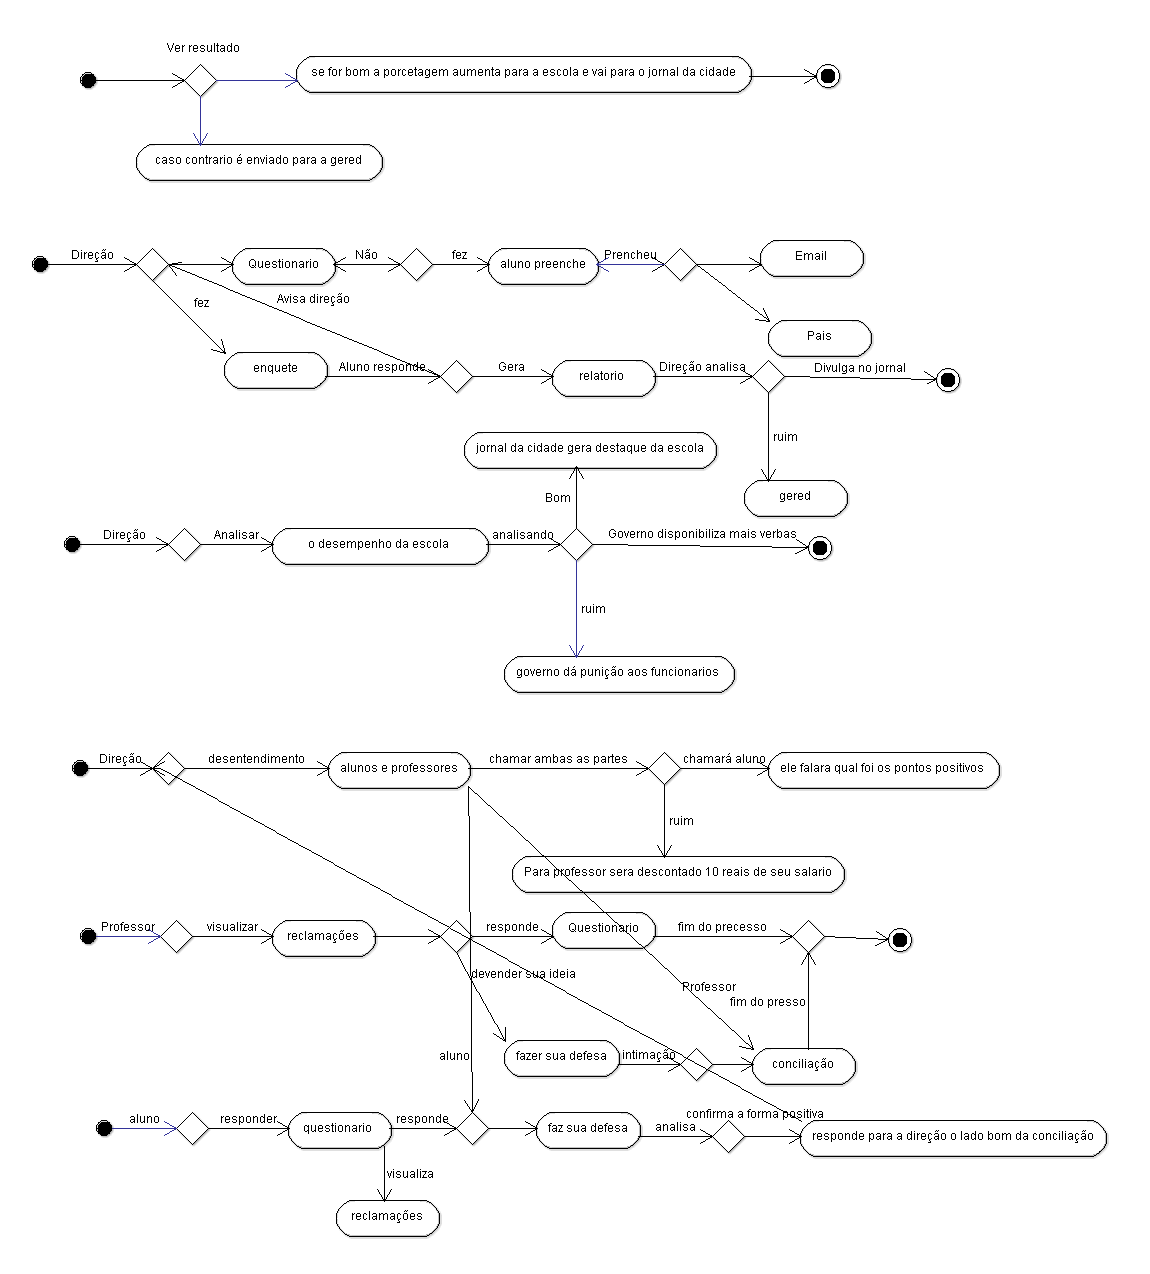 Ver resultado
se for bom a porcetagem aumenta para a escola e vai para o jornal da cidade
caso contrario é enviado para a gered
Direção
Questionario
Não
fez
aluno preenche
Prencheu
Email
Avisa direção
fez
Pais
enquete
Aluno responde
Gera
relatorio
Direção analisa
Divulga no jornal
ruim
jornal da cidade gera destaque da escola
gered
Bom
Direção
Analisar
o desempenho da escola
analisando
Governo disponibiliza mais verbas
ruim
governo dá punição aos funcionarios
Direção
desentendimento
alunos e professores
chamar ambas as partes
chamará aluno
ele falara qual foi os pontos positivos
ruim
Para professor sera descontado 10 reais de seu salario
Professor
visualizar
reclamações
responde
Questionario
fim do precesso
devender sua ideia
Professor
fim do presso
aluno
fazer sua defesa
intimação
conciliação
aluno
responder
questionario
responde
faz sua defesa
analisa
confirma a forma positiva
responde para a direção o lado bom da conciliação
visualiza
reclamações